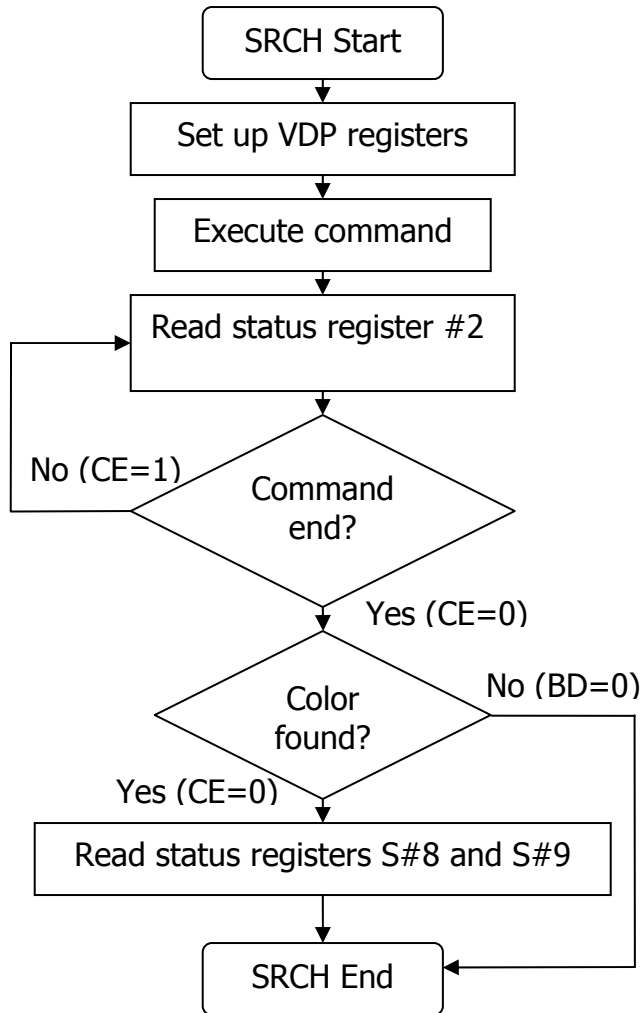 SRCH Start
Set up VDP registers
Execute command
Read status register #2
No (CE=1)
Command
end?
Yes (CE=0)
No (BD=0)
Color
found?
Yes (CE=0)
Read status registers S#8 and S#9
SRCH End